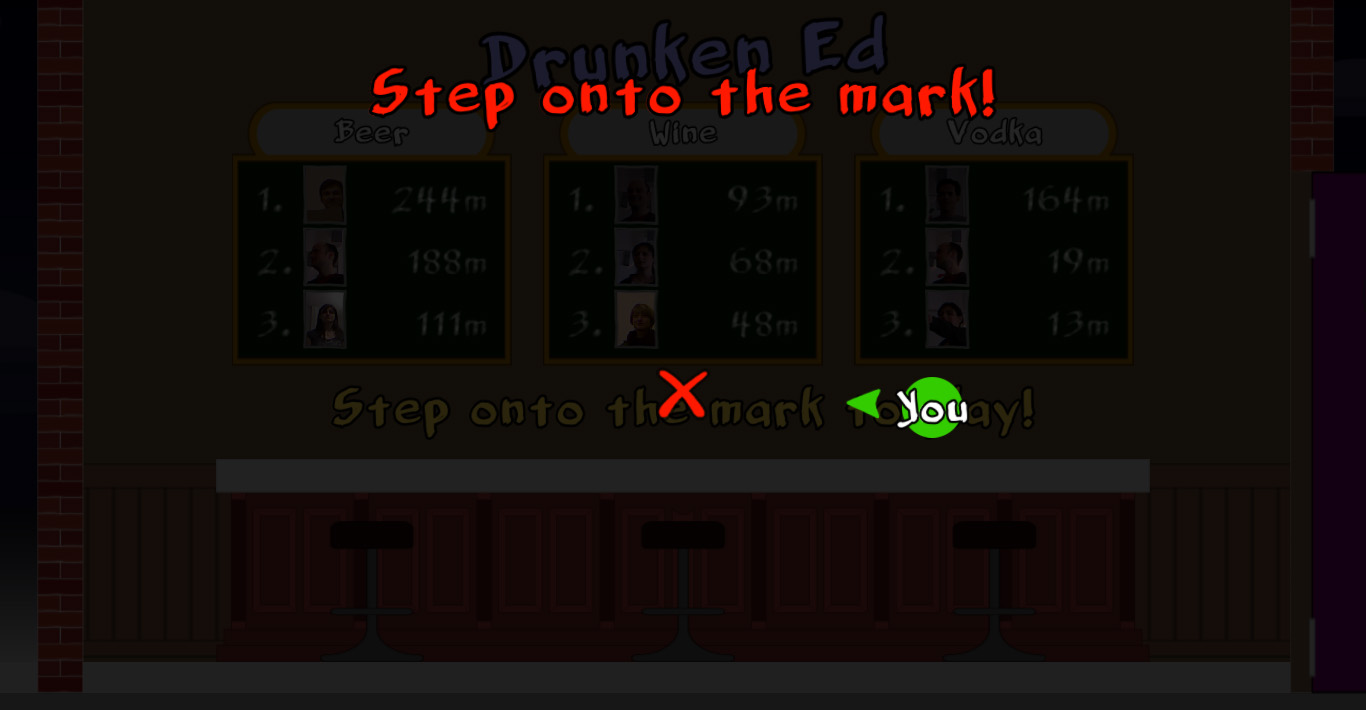 Drunken Ed
Step onto the mark!
Beer
Wine
Vodka
1. 244m
2. 188m
3. 111m
1. 93m
2. 68m
3. 48m
1. 164m
2. 19m
3. 13m
Step onto the mark today!
You